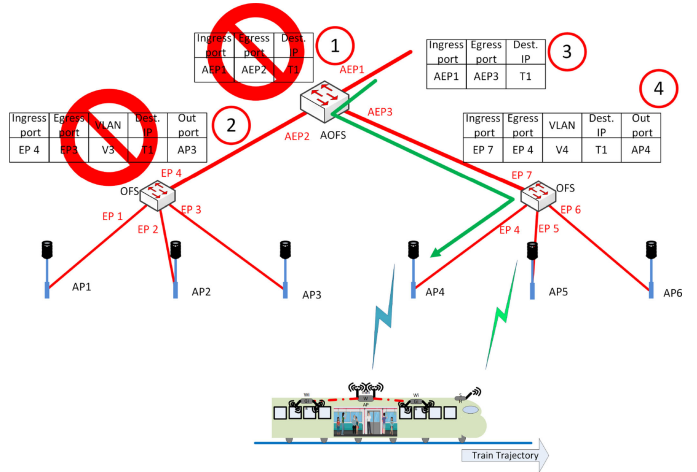 Ingress Egress Dest.
port port IP
AEP1 AEP2 T1
1
AEP1
Ingress Egress Dest.
port port IP
AEP1 AEP3 T1
3
4
AEP3
AEP2
AOFS
Ingress Egress VLAN Dest. Out
port port IP port
EP 4 EP3 V3 T1 AP3
2
Ingress Egress VLAN Dest. Out
port port IP port
EP 7 EP 4 V4 T1 AP4
EP 4
OFS
EP 1
EP 2
EP 3
EP 7
OFS
EP 4
EP 5
EP 6
AP1
AP2
AP3
AP4
AP5
AP6
Train Trajectory